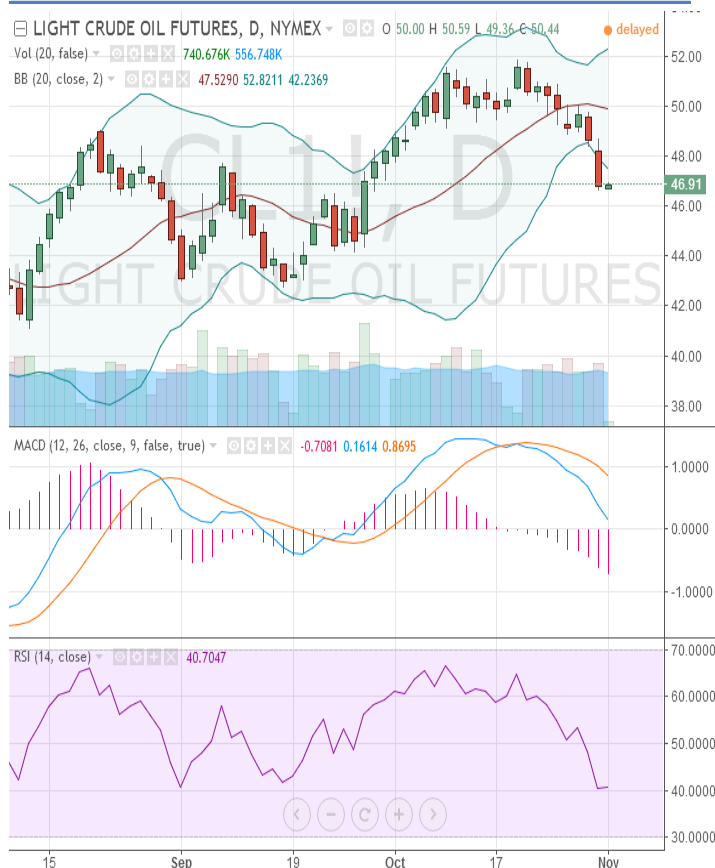 LIGHT CRUDE OIL FUTURES, D, NYMEX O 50.00 H 50.59 L 49.36 C 50.44 delayed
Vol (20, false) 740.676K 556.748K
BB (20, close, 2) 47.5290 52.8211 42.2369
52.00
50.00
48.00
46.91
46.00
44.00
42.00
40.00
38.00
CL1!, D
LIGHT CRUDE OIL FUTURES
MACD (12, 26, close, 9, false, true) -0.7081 0.1614 0.8695
1.0000
0.0000
-1.0000
RSI (14, close) 40.7047
70.0000
60.0000
50.0000
40.0000
30.0000
15 Sep 19 Oct 17 Nov